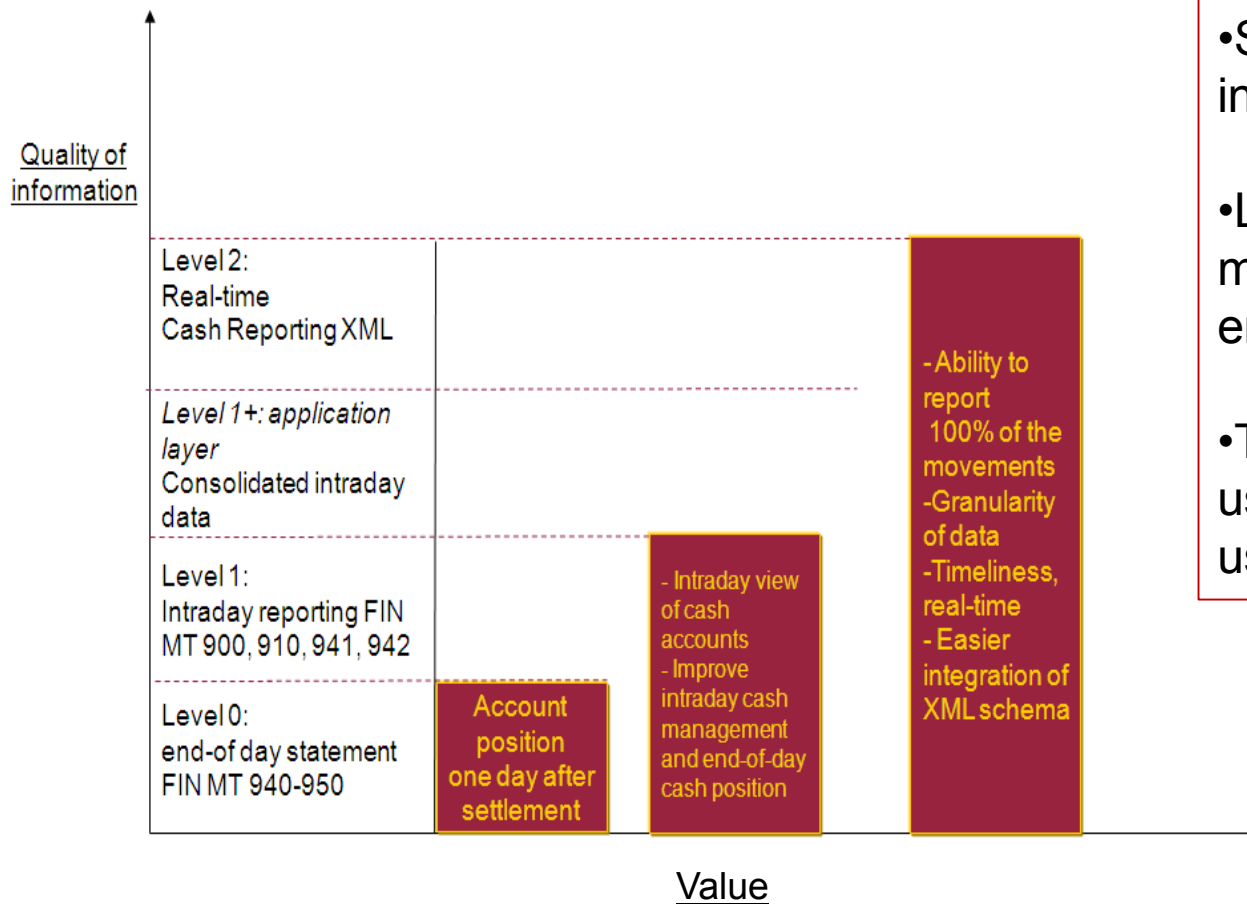 Quality of
information
Level 2:
Real-time
Cash Reporting XML
Level 1+: application
layer
Consolidated intraday
data
Level 1:
Intraday reporting FIN
MT 900, 910, 941, 942
Level 0:
end-of day statement
FIN MT 940-950
Account
position
one day after
settlement
- Intraday view
of cash
accounts
- Improve
intraday cash
management
and end-of-day
cash position
- Ability to
report
100% of the
movements
-Granularity
of data
-Timeliness,
real-time
- Easier
integration of
XML schema
Value